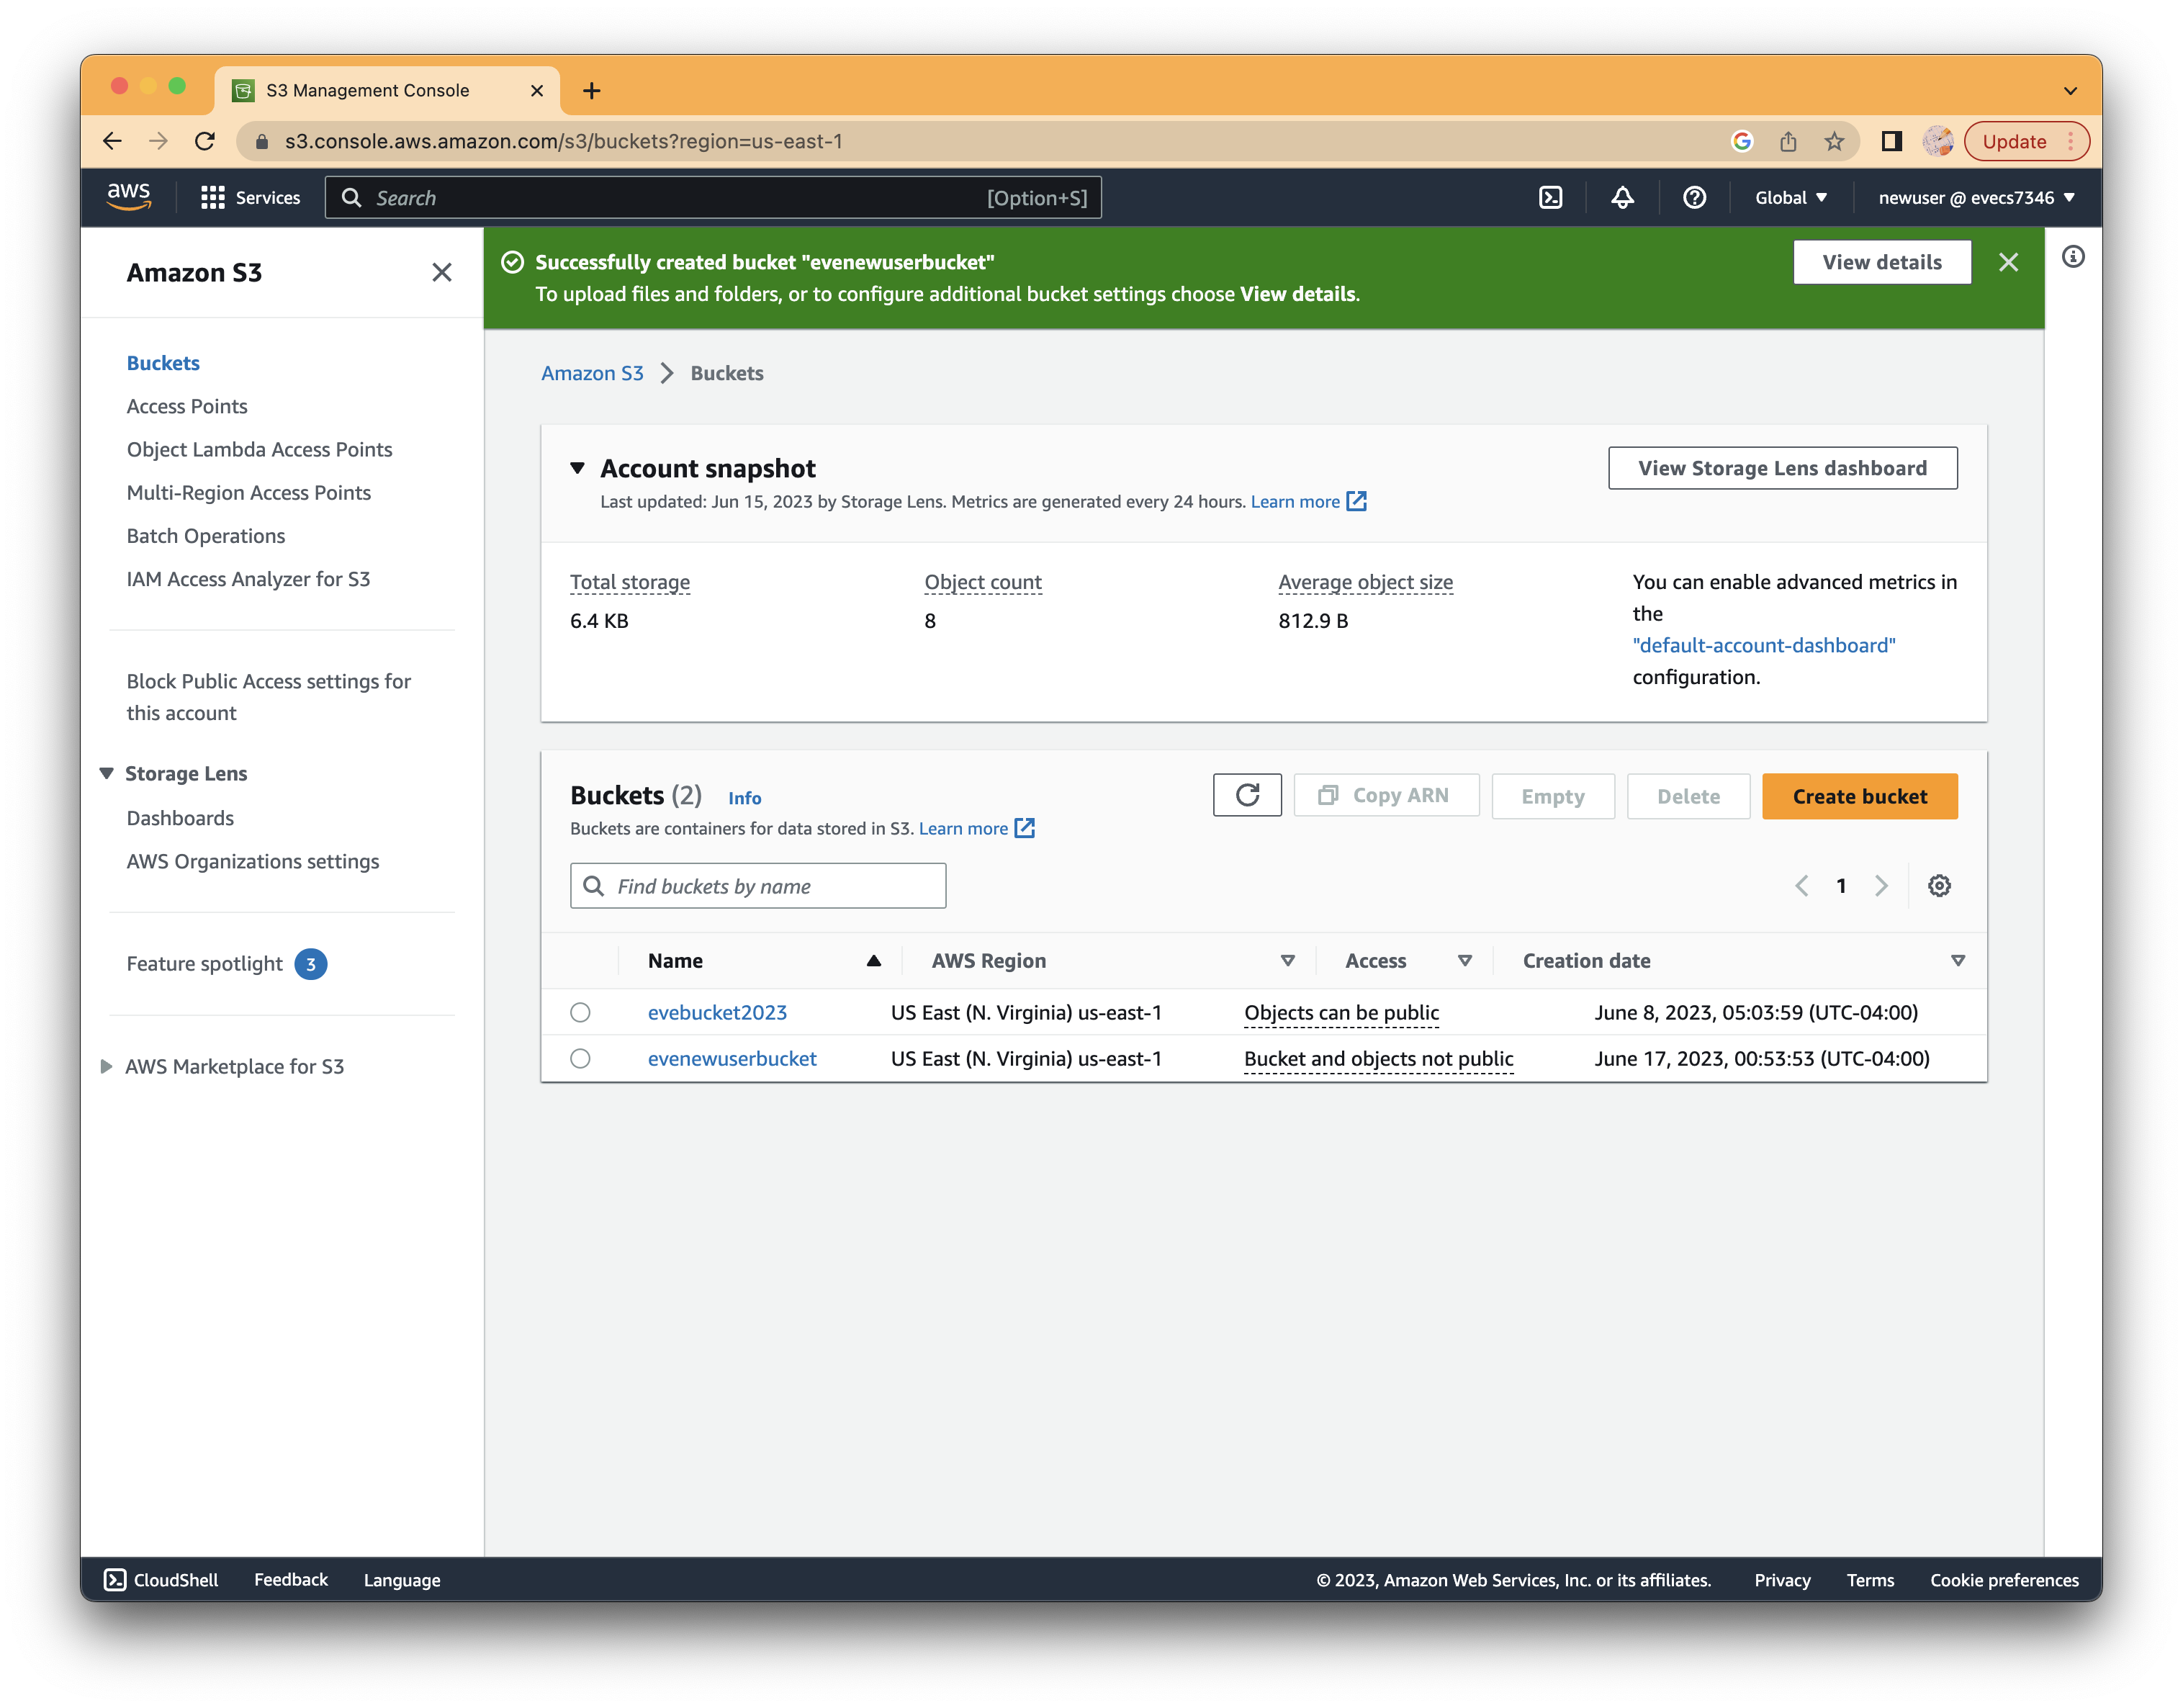 S3 Management Console
s3.console.aws.amazon.com/s3/buckets?region=us-east-1
Update
aws
Services
Search
[Option+S]
Global
newuser @ evecs7346
Amazon S3
Successfully created bucket "evenewuserbucket"
To upload files and folders, or to configure additional bucket settings choose View details.
View details
Buckets
Access Points
Object Lambda Access Points
Multi-Region Access Points
Batch Operations
IAM Access Analyzer for S3
Block Public Access settings for
this account
Storage Lens
Dashboards
AWS Organizations settings
Feature spotlight 3
AWS Marketplace for S3
Amazon S3 > Buckets
Account snapshot
Last updated: Jun 15, 2023 by Storage Lens. Metrics are generated every 24 hours. Learn more
View Storage Lens dashboard
Total storage
6.4 KB
Object count
8
Average object size
812.9 B
You can enable advanced metrics in
the
"default-account-dashboard"
configuration.
Buckets (2) Info
Buckets are containers for data stored in S3. Learn more
Copy ARN
Empty
Delete
Create bucket
Find buckets by name
1
Name AWS Region Access Creation date
evebucket2023 US East (N. Virginia) us-east-1 Objects can be public June 8, 2023, 05:03:59 (UTC-04:00)
evenewuserbucket US East (N. Virginia) us-east-1 Bucket and objects not public June 17, 2023, 00:53:53 (UTC-04:00)
CloudShell Feedback Language
© 2023, Amazon Web Services, Inc. or its affiliates. Privacy Terms Cookie preferences